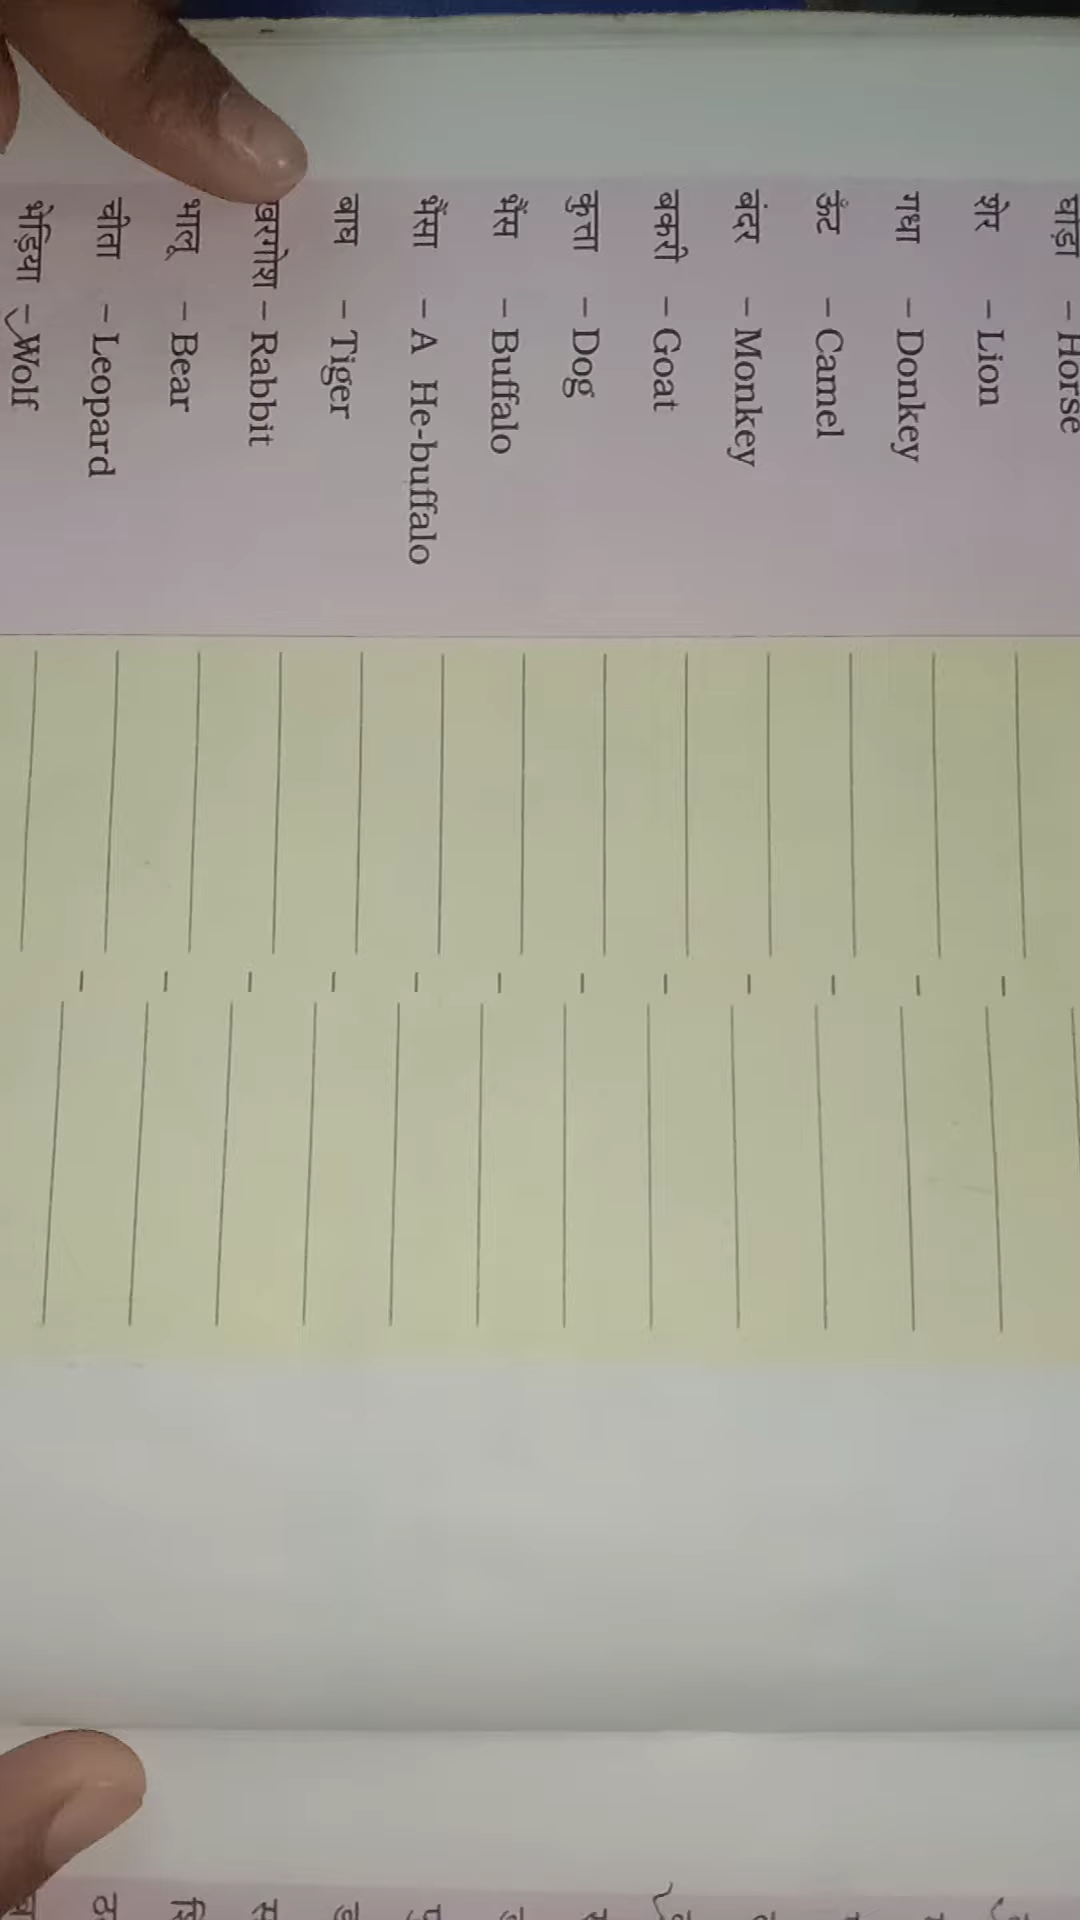 घोड़ा – Horse
शेर – Lion
गधा – Donkey
ऊँट – Camel
बंदर – Monkey
बकरी – Goat
कुत्ता – Dog
भैंस – Buffalo
भैंसा – A He-buffalo
बाघ – Tiger
खरगोश – Rabbit
भालू – Bear
चीता – Leopard
भेड़िया – Wolf